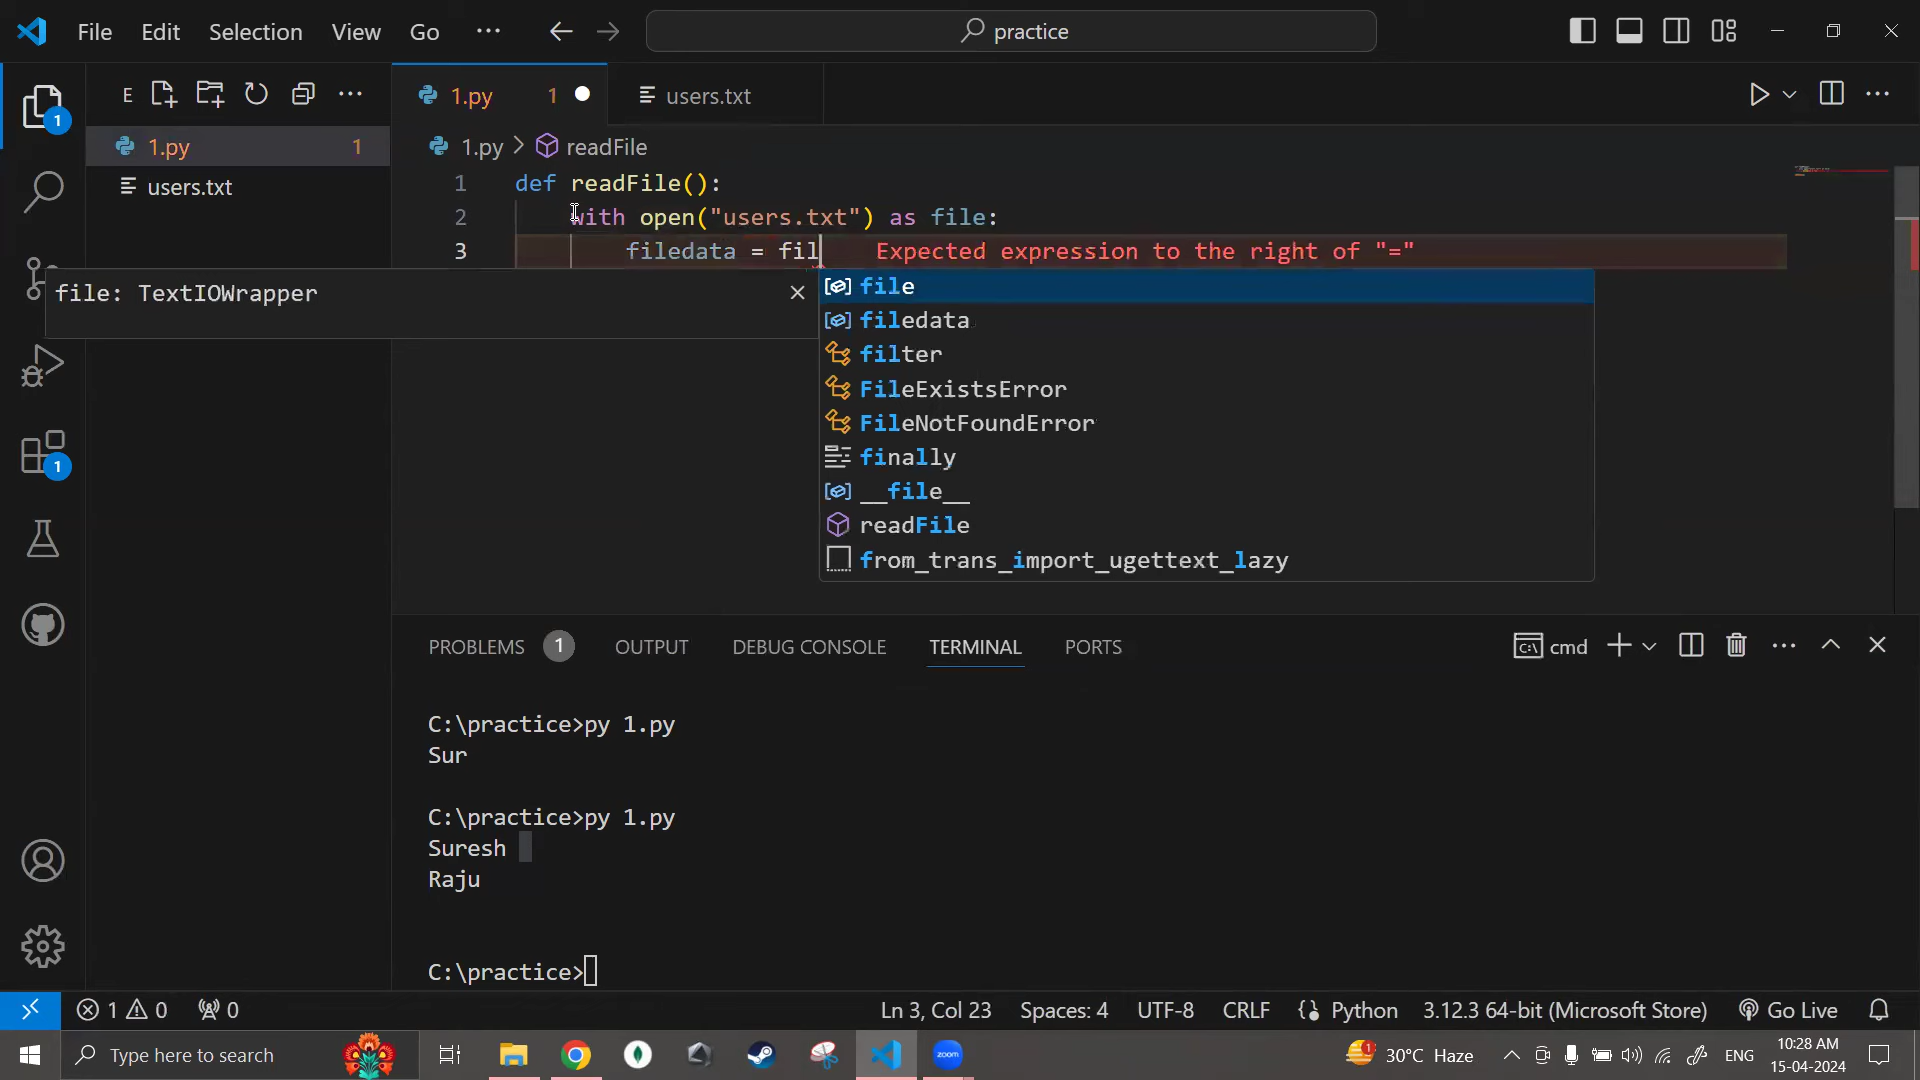 File Edit Selection View Go ··· practice
E ···
1.py 1
users.txt
1.py 1 users.txt ···
1.py > readFile
1 def readFile():
2 with open("users.txt") as file:
3 filedata = fil Expected expression to the right of "="
file: TextIOWrapper
file
filedata
filter
FileExistsError
FileNotFoundError
finally
__file__
readFile
from_trans_import_ugettext_lazy
1
1
PROBLEMS 1 OUTPUT DEBUG CONSOLE TERMINAL PORTS cmd ···
C:\practice>py 1.py
Sur
C:\practice>py 1.py
Suresh
Raju
C:\practice>
1 0 0 Ln 3, Col 23 Spaces: 4 UTF-8 CRLF Python 3.12.3 64-bit (Microsoft Store) Go Live
Type here to search zoom 1 30°C Haze ENG 10:28 AM
15-04-2024